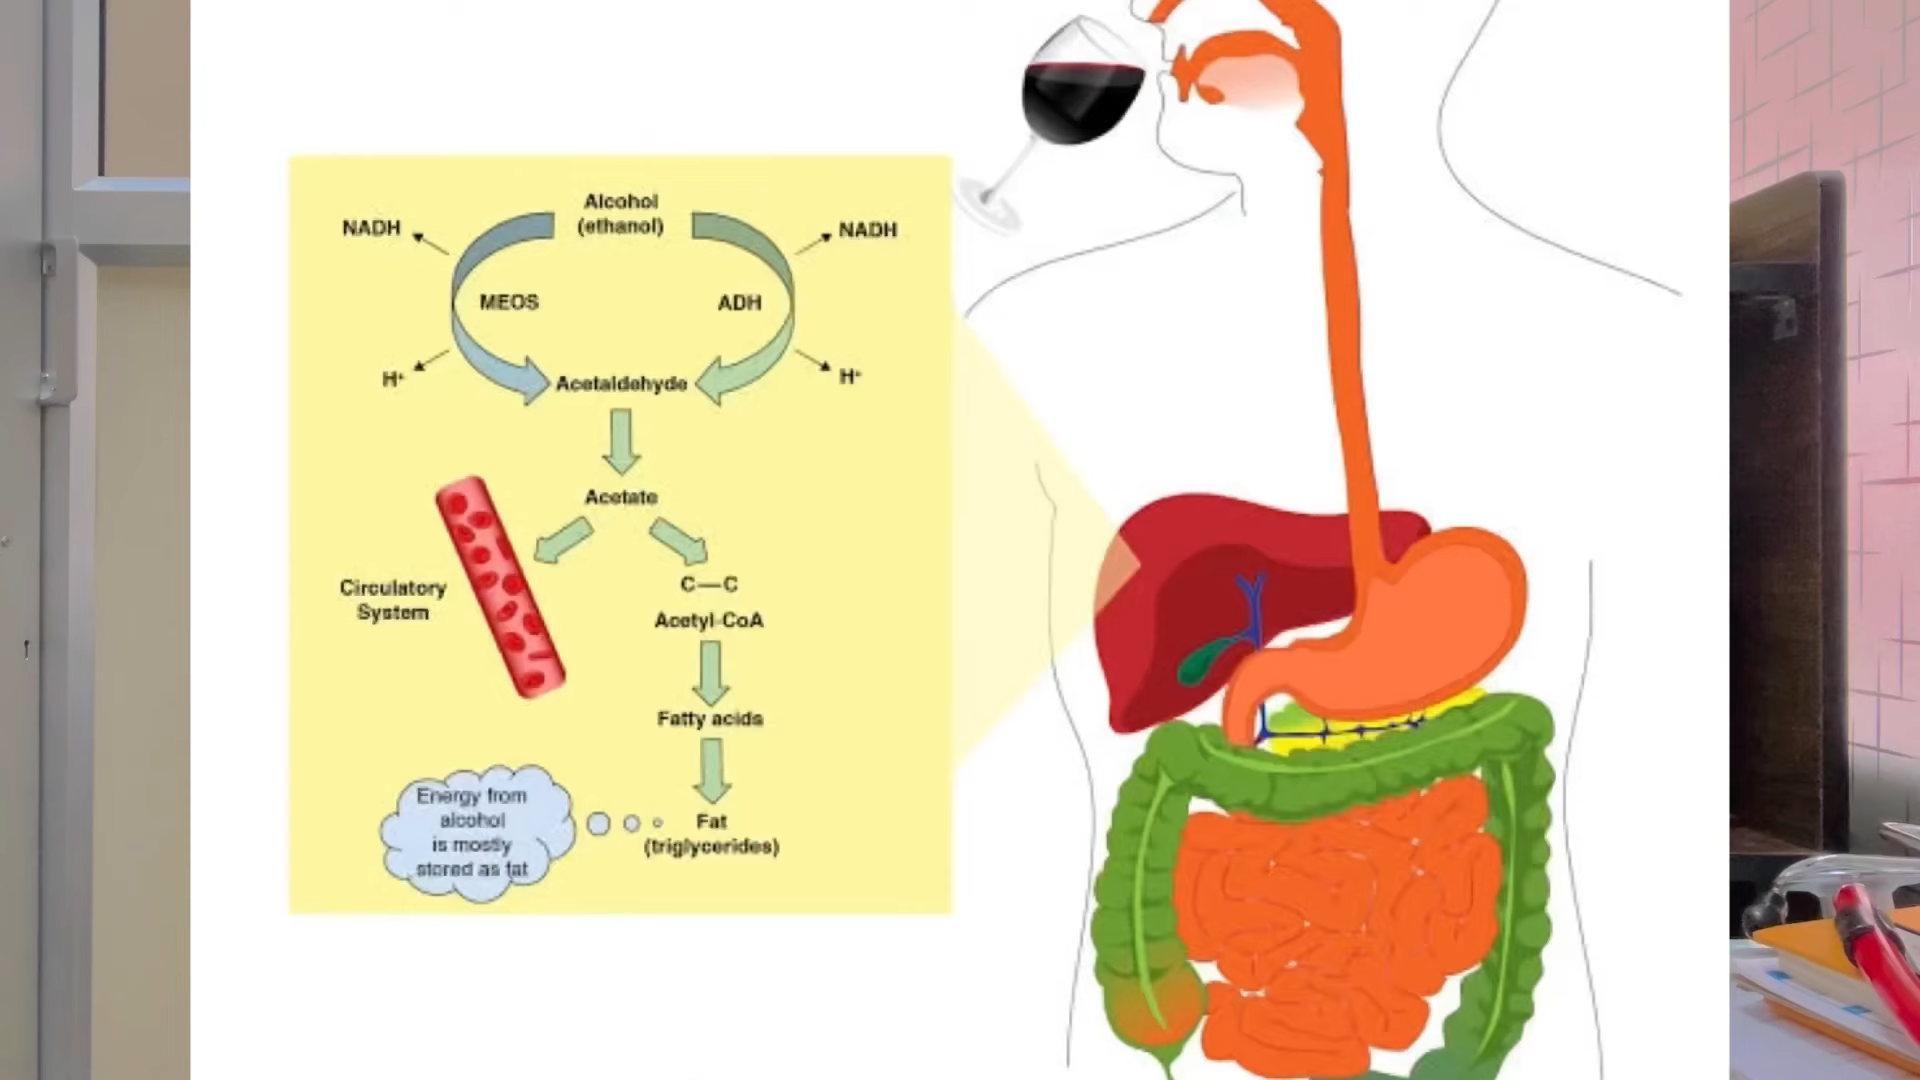 Alcohol
(ethanol)
NADH
NADH
MEOS
ADH
H+
H+
Acetaldehyde
Acetate
Circulatory
System
C—C
Acetyl-CoA
Fatty acids
Energy from
alcohol
is mostly
stored as fat
Fat
(triglycerides)